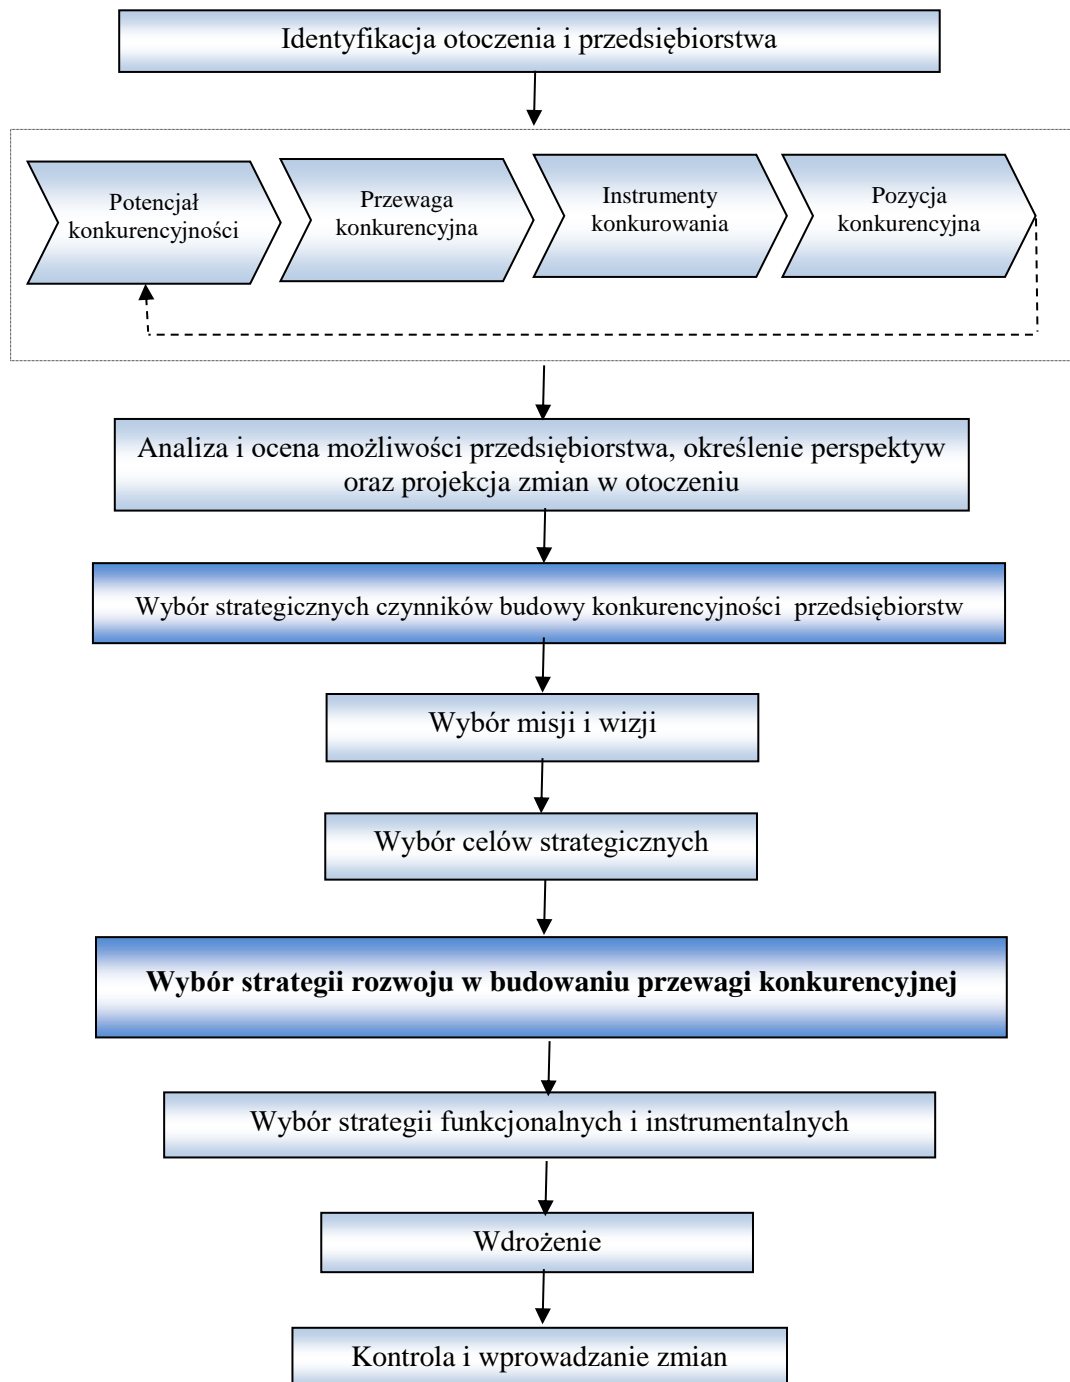 Identyfikacja otoczenia i przedsiębiorstwa
Potencjał
konkurencyjności
Przewaga
konkurencyjna
Instrumenty
konkurowania
Pozycja
konkurencyjna
Analiza i ocena możliwości przedsiębiorstwa, określenie perspektyw
oraz projekcja zmian w otoczeniu
Wybór strategicznych czynników budowy konkurencyjności przedsiębiorstw
Wybór misji i wizji
Wybór celów strategicznych
Wybór strategii rozwoju w budowaniu przewagi konkurencyjnej
Wybór strategii funkcjonalnych i instrumentalnych
Wdrożenie
Kontrola i wprowadzanie zmian